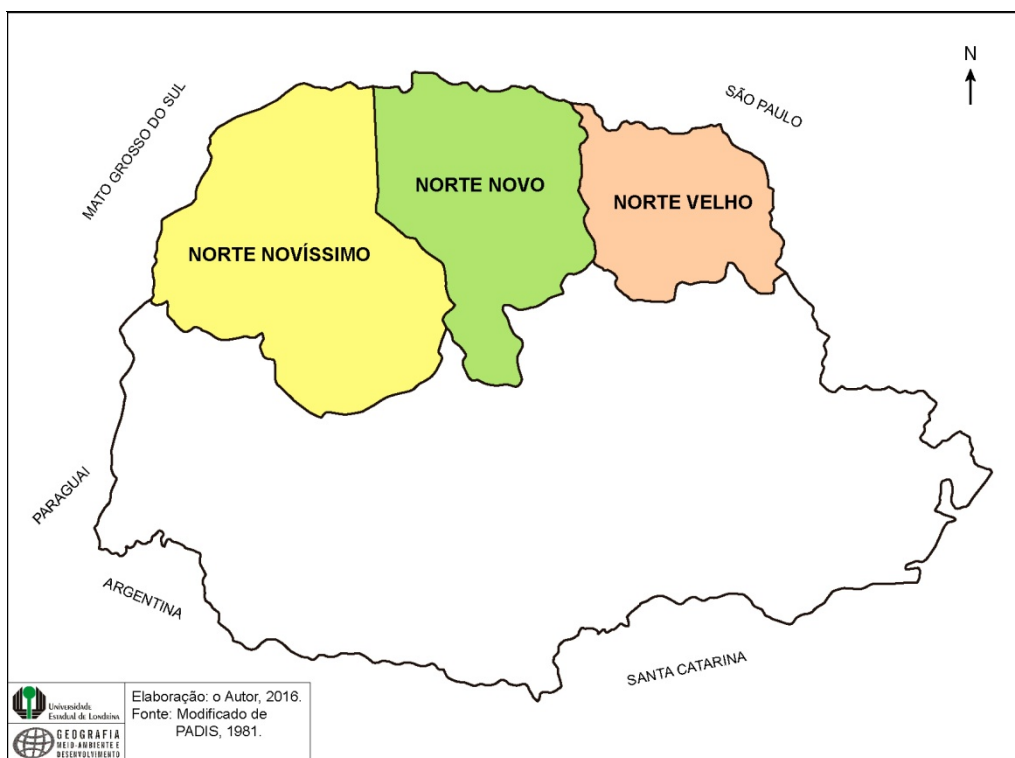 N
SÃO PAULO
MATO GROSSO DO SUL
NORTE NOVO
NORTE VELHO
NORTE NOVÍSSIMO
PARAGUAI
ARGENTINA
SANTA CATARINA
Universidade
Estadual de Londrina
GEOGRAFIA
MEIO-AMBIENTE E
DESENVOLVIMENTO
Elaboração: o Autor, 2016.
Fonte: Modificado de
PADIS, 1981.